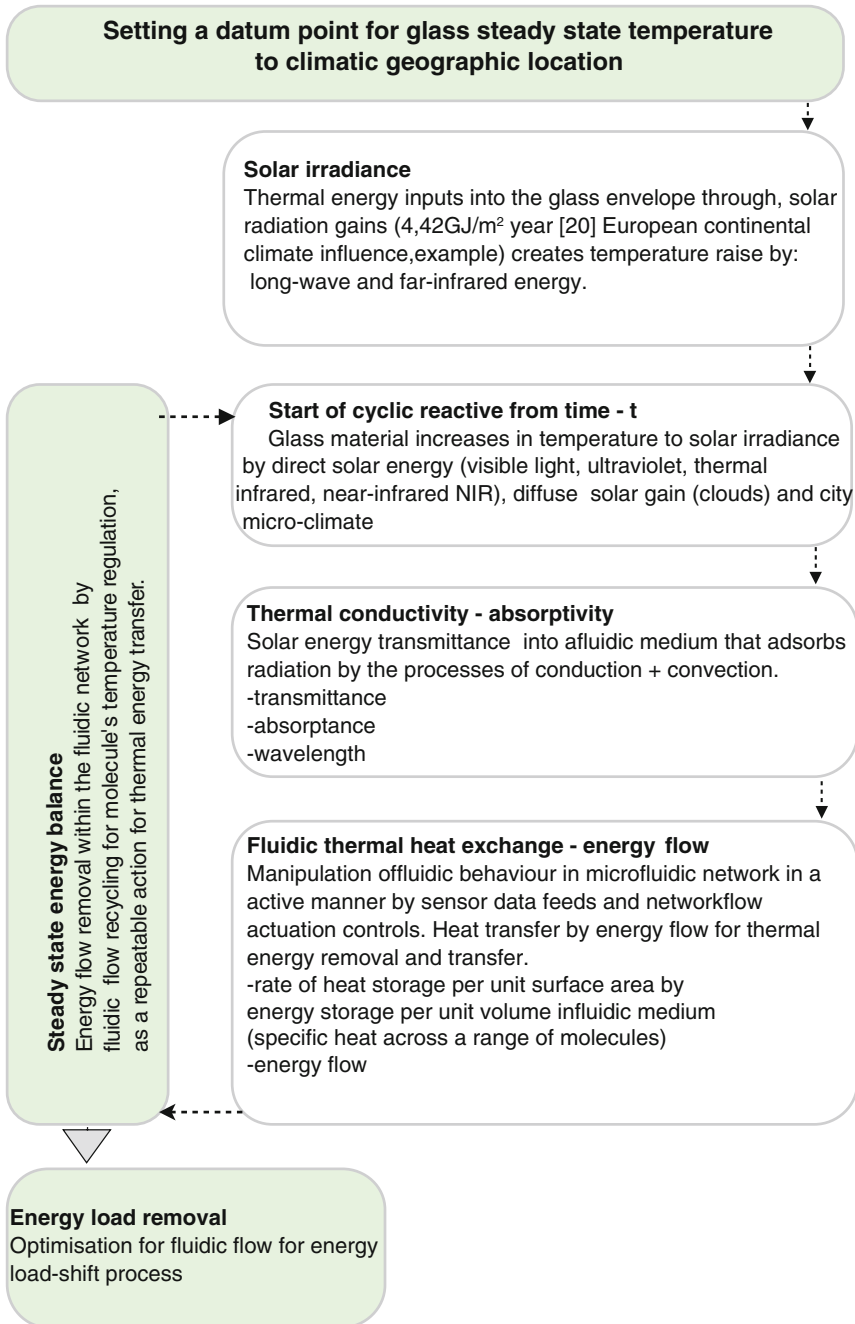 Setting a datum point for glass steady state temperature
to climatic geographic location
Solar irradiance
Thermal energy inputs into the glass envelope through, solar
radiation gains (4,42GJ/m² year [20] European continental
climate influence,example) creates temperature raise by:
long-wave and far-infrared energy.
Start of cyclic reactive from time - t
Glass material increases in temperature to solar irradiance
by direct solar energy (visible light, ultraviolet, thermal
infrared, near-infrared NIR), diffuse solar gain (clouds) and city
micro-climate
Thermal conductivity - absorptivity
Solar energy transmittance into afluidic medium that adsorbs
radiation by the processes of conduction + convection.
-transmittance
-absorptance
-wavelength
Fluidic thermal heat exchange - energy flow
Manipulation offluidic behaviour in microfluidic network in a
active manner by sensor data feeds and networkflow
actuation controls. Heat transfer by energy flow for thermal
energy removal and transfer.
-rate of heat storage per unit surface area by
energy storage per unit volume influidic medium
(specific heat across a range of molecules)
-energy flow
Steady state energy balance
Energy flow removal within the fluidic network by
fluidic flow recycling for molecule's temperature regulation,
as a repeatable action for thermal energy transfer.
Energy load removal
Optimisation for fluidic flow for energy
load-shift process